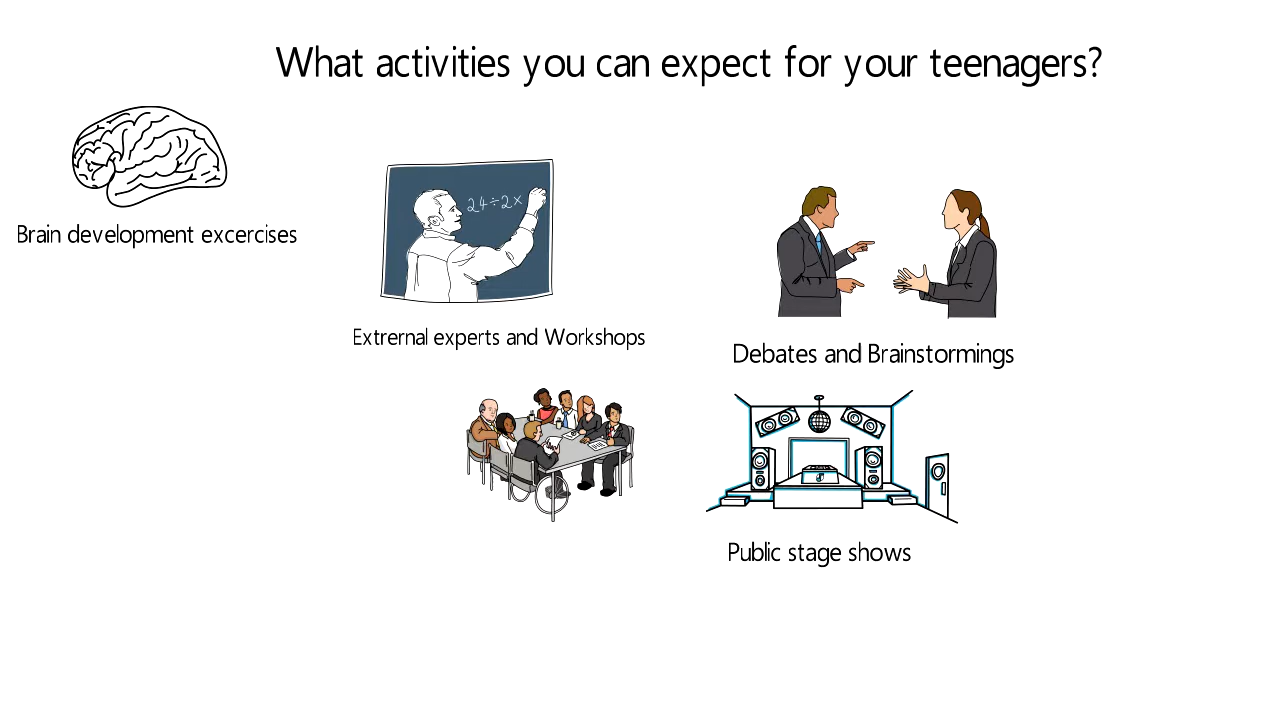 What activities you can expect for your teenagers?
Brain development excercises
24÷2x
Extrernal experts and Workshops
Debates and Brainstormings
Public stage shows